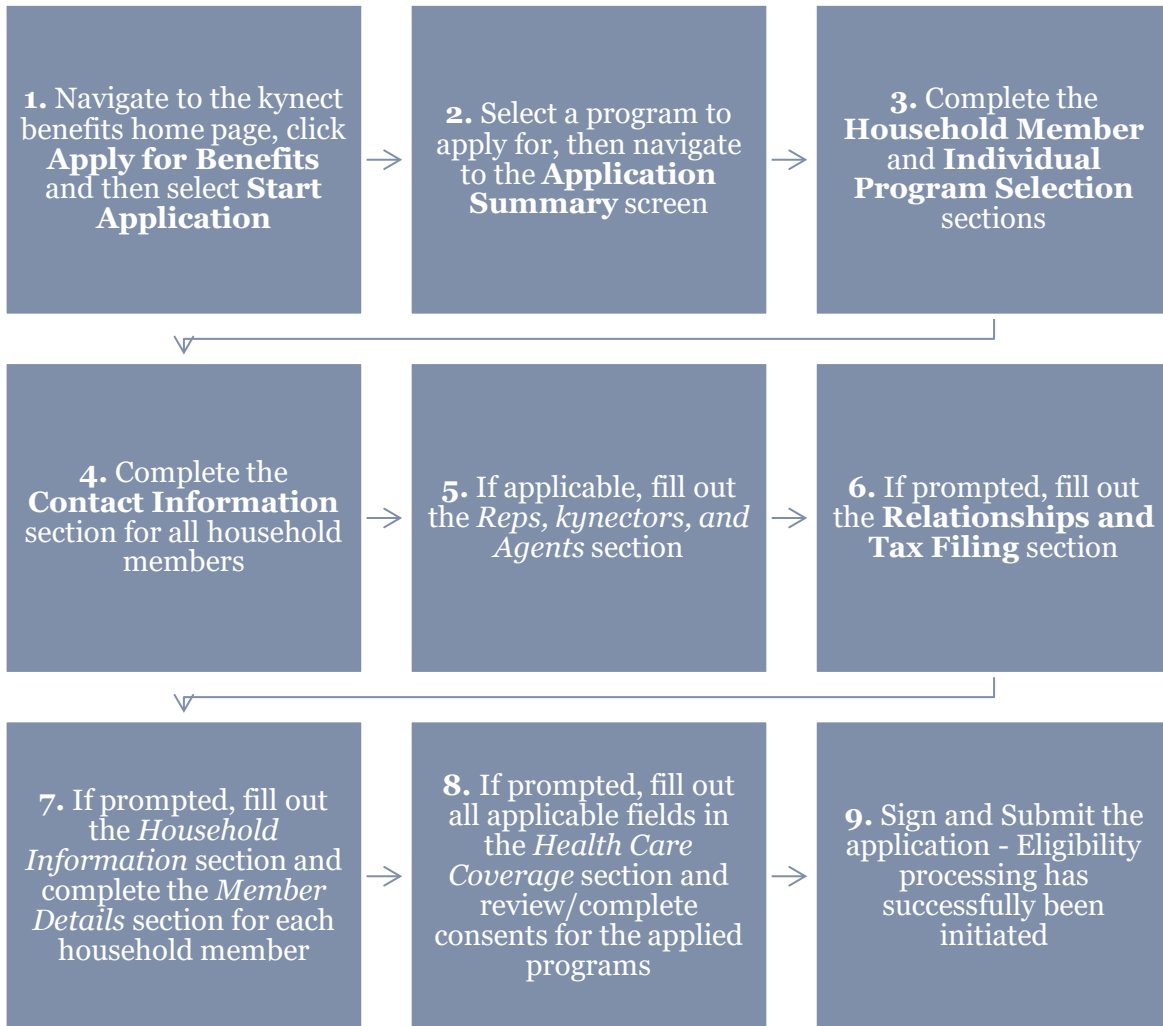 1. Navigate to the kynect
benefits home page, click
Apply for Benefits
and then select Start
Application
2. Select a program to
apply for, then navigate
to the Application
Summary screen
3. Complete the
Household Member
and Individual
Program Selection
sections
4. Complete the
Contact Information
section for all household
members
5. If applicable, fill out
the Reps, kynectors, and
Agents section
6. If prompted, fill out
the Relationships and
Tax Filing section
7. If prompted, fill out
the Household
Information section and
complete the Member
Details section for each
household member
8. If prompted, fill out
all applicable fields in
the Health Care
Coverage section and
review/complete
consents for the applied
programs
9. Sign and Submit the
application - Eligibility
processing has
successfully been
initiated